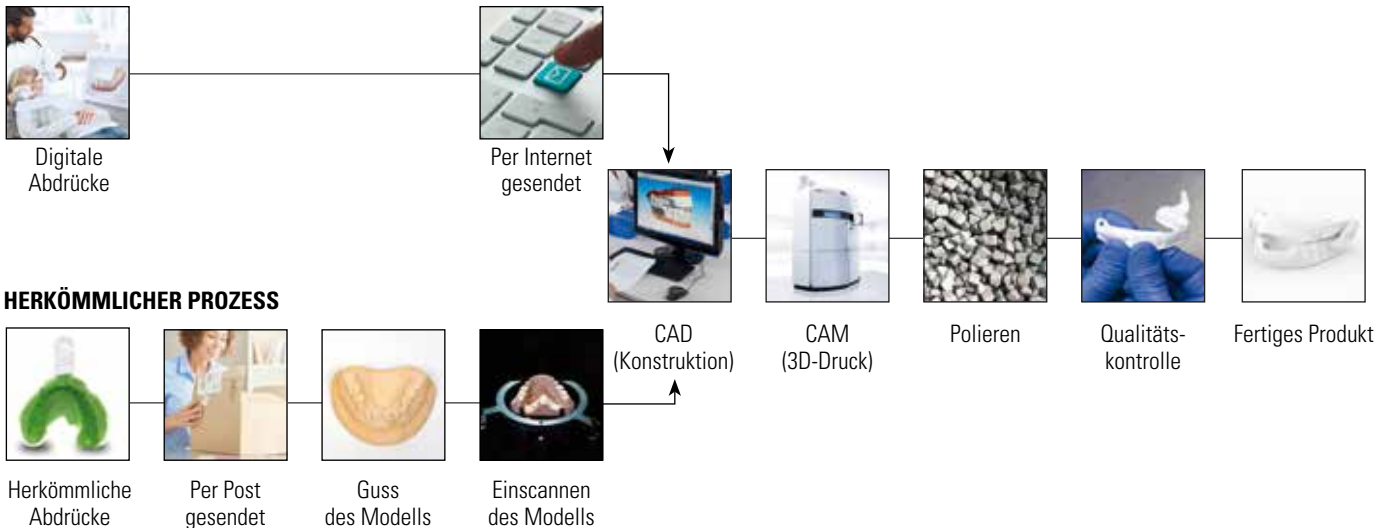 Digitale
Abdrücke
Per Internet
gesendet
HERKÖMMLICHER PROZESS
CAD
(Konstruktion)
CAM
(3D-Druck)
Polieren
Qualitäts-
kontrolle
Fertiges Produkt
Herkömmliche
Abdrücke
Per Post
gesendet
Guss
des Modells
Einscannen
des Modells